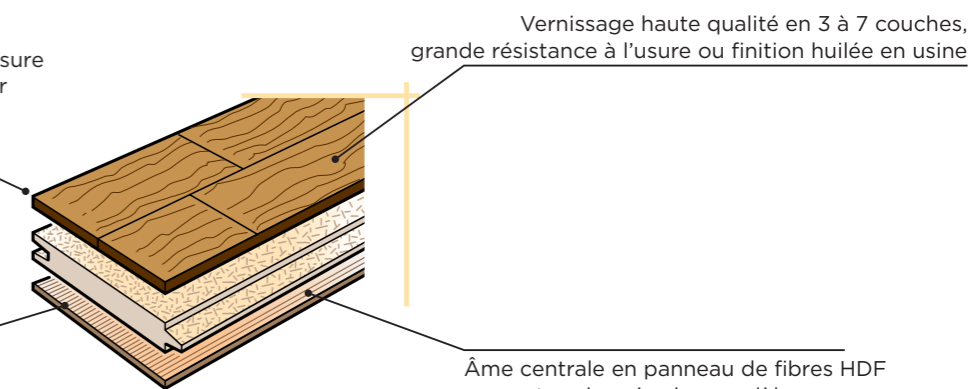 Vernissage haute qualité en 3 à 7 couches,
grande résistance à l'usure ou finition huilée en usine
Âme centrale en panneau de fibres HDF